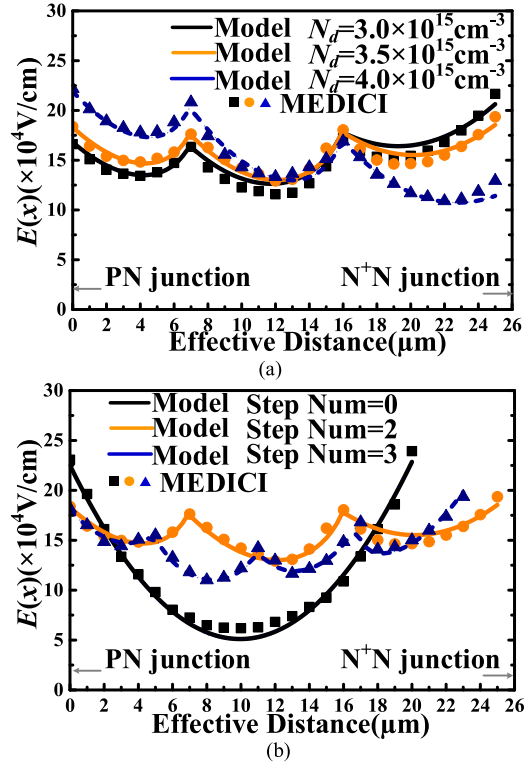 30
25
20
15
10
5
0
E(x)(×10⁴V/cm)
Model N_d=3.0×10¹⁵cm⁻³
Model N_d=3.5×10¹⁵cm⁻³
Model N_d=4.0×10¹⁵cm⁻³
MEDICI
PN junction N⁺N junction
0 2 4 6 8 10 12 14 16 18 20 22 24 26
Effective Distance(μm)
(a)
30
25
20
15
10
5
0
E(x)(×10⁴V/cm)
Model Step Num=0
Model Step Num=2
Model Step Num=3
MEDICI
PN junction N⁺N junction
0 2 4 6 8 10 12 14 16 18 20 22 24 26
Effective Distance(μm)
(b)